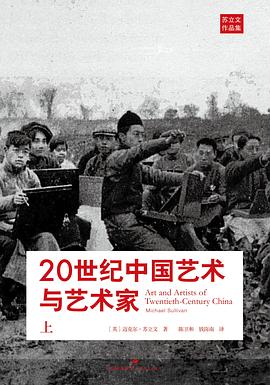 苏立文
作品集
20世纪中国艺术
与艺术家
Art and Artists of
Twentieth-Century China
Michael Sullivan
上
[英] 迈克尔·苏立文 著
陈卫和 钱岗南 译